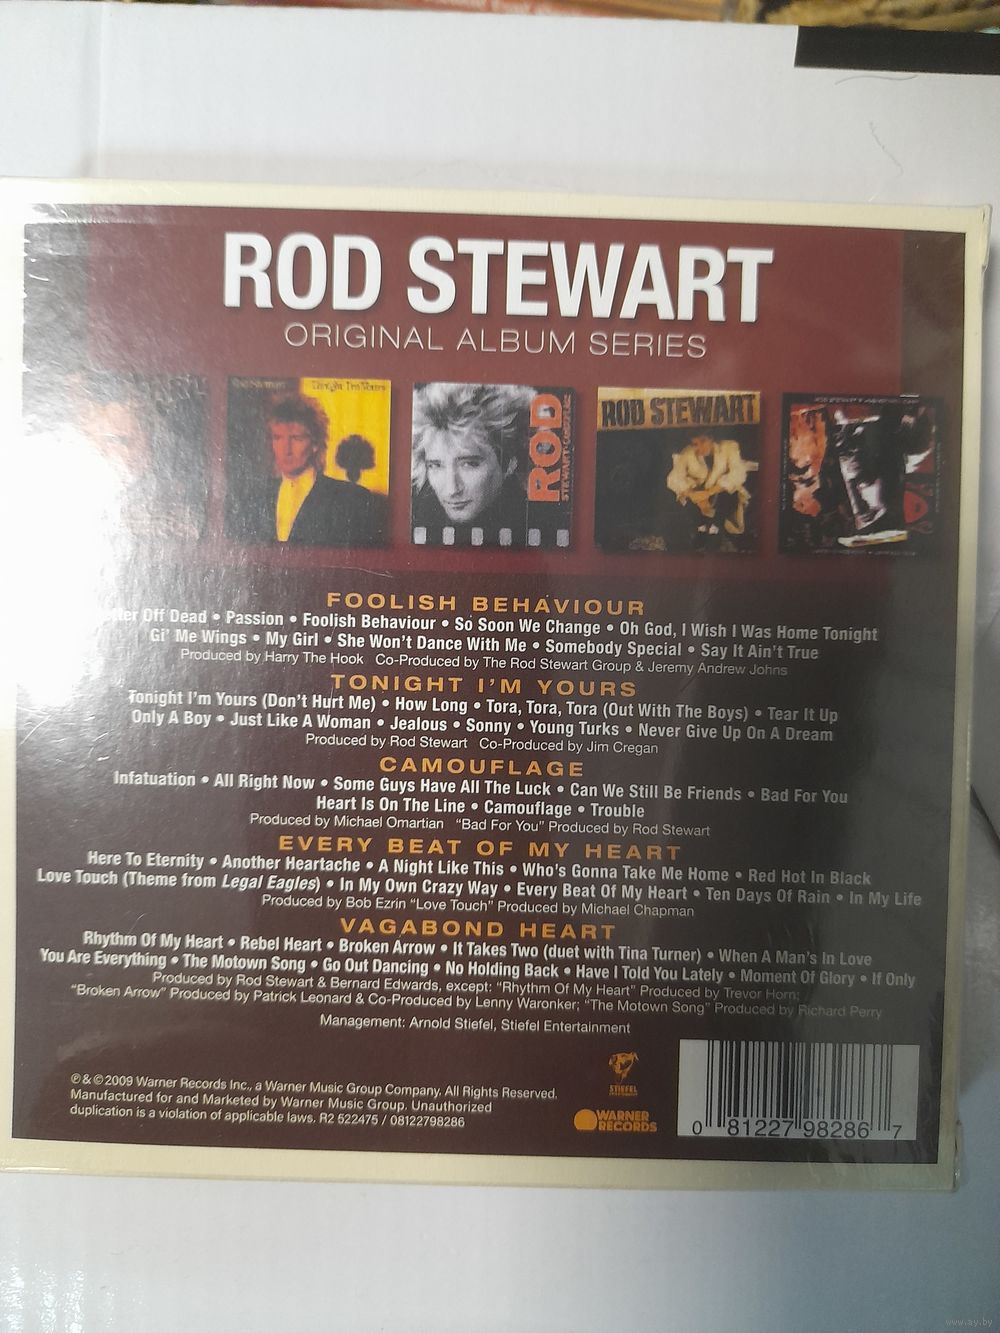 ROD STEWART
ORIGINAL ALBUM SERIES
Rod Stewart Tonight I'm Yours
ROD
STEWART
ROD STEWART
FOOLISH BEHAVIOUR
Off Dead • Passion • Foolish Behaviour • So Soon We Change • Oh God, I Wish I Was Home Tonight
Gi' Me Wings • My Girl • She Won't Dance With Me • Somebody Special • Say It Ain't True
Produced by Harry The Hook Co-Produced by The Rod Stewart Group & Jeremy Andrew Johns
TONIGHT I'M YOURS
Tonight I'm Yours (Don't Hurt Me) • How Long • Tora, Tora, Tora (Out With The Boys) • Tear It Up
Only A Boy • Just Like A Woman • Jealous • Sonny • Young Turks • Never Give Up On A Dream
Produced by Rod Stewart Co-Produced by Jim Cregan
CAMOUFLAGE
Infatuation • All Right Now • Some Guys Have All The Luck • Can We Still Be Friends • Bad For You
Heart Is On The Line • Camouflage • Trouble
Produced by Michael Omartian "Bad For You" Produced by Rod Stewart
EVERY BEAT OF MY HEART
Here To Eternity • Another Heartache • A Night Like This • Who's Gonna Take Me Home • Red Hot In Black
Love Touch (Theme from Legal Eagles) • In My Own Crazy Way • Every Beat Of My Heart • Ten Days Of Rain • In My Life
Produced by Bob Ezrin "Love Touch" Produced by Michael Chapman
VAGABOND HEART
Rhythm Of My Heart • Rebel Heart • Broken Arrow • It Takes Two (duet with Tina Turner) • When A Man's In Love
You Are Everything • The Motown Song • Go Out Dancing • No Holding Back • Have I Told You Lately • Moment Of Glory • If Only
Produced by Rod Stewart & Bernard Edwards, except: "Rhythm Of My Heart" Produced by Trevor Horn;
"Broken Arrow" Produced by Patrick Leonard & Co-Produced by Lenny Waronker; "The Motown Song" Produced by Richard Perry
Management: Arnold Stiefel, Stiefel Entertainment
℗ & © 2009 Warner Records Inc., a Warner Music Group Company. All Rights Reserved.
Manufactured for and Marketed by Warner Music Group. Unauthorized
duplication is a violation of applicable laws. R2 522475 / 08122798286
STIEFEL
WARNER
RECORDS
0 81227 98286 7
www.ay.by